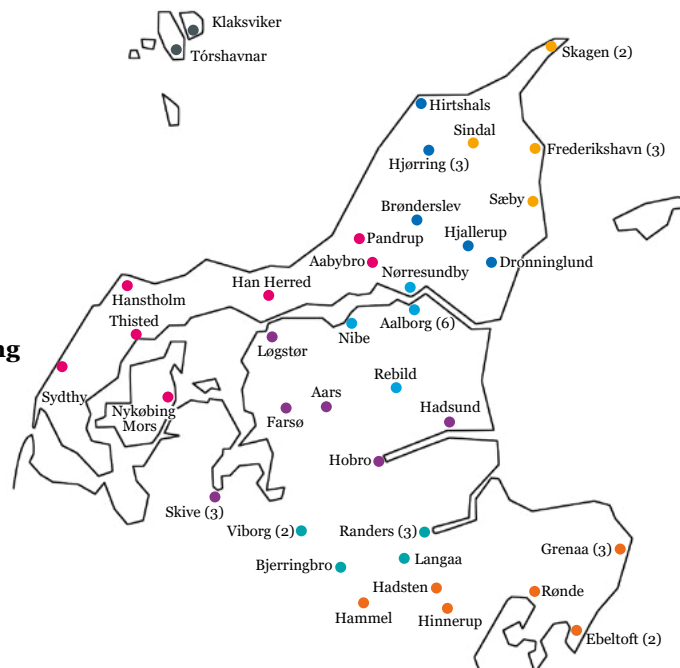 Klaksviker
Tórshavnar
Skagen (2)
Hirtshals
Sindal
Frederikshavn (3)
Hjørring (3)
Sæby
Brønderslev
Pandrup
Hjallerup
Aabybro
Drønninglund
Han Herred
Nørresundby
Hanstholm
Thisted
Aalborg (6)
Nibe
Løgstør
ng
Sydthy
Rebild
Aars
Nykøbing
Mors
Farsø
Hadsund
Hobro
Skive (3)
Viborg (2)
Randers (3)
Grenaa (3)
Bjerringbro
Langaa
Hadsten
Rønde
Hammel
Hinnerup
Ebeltoft (2)